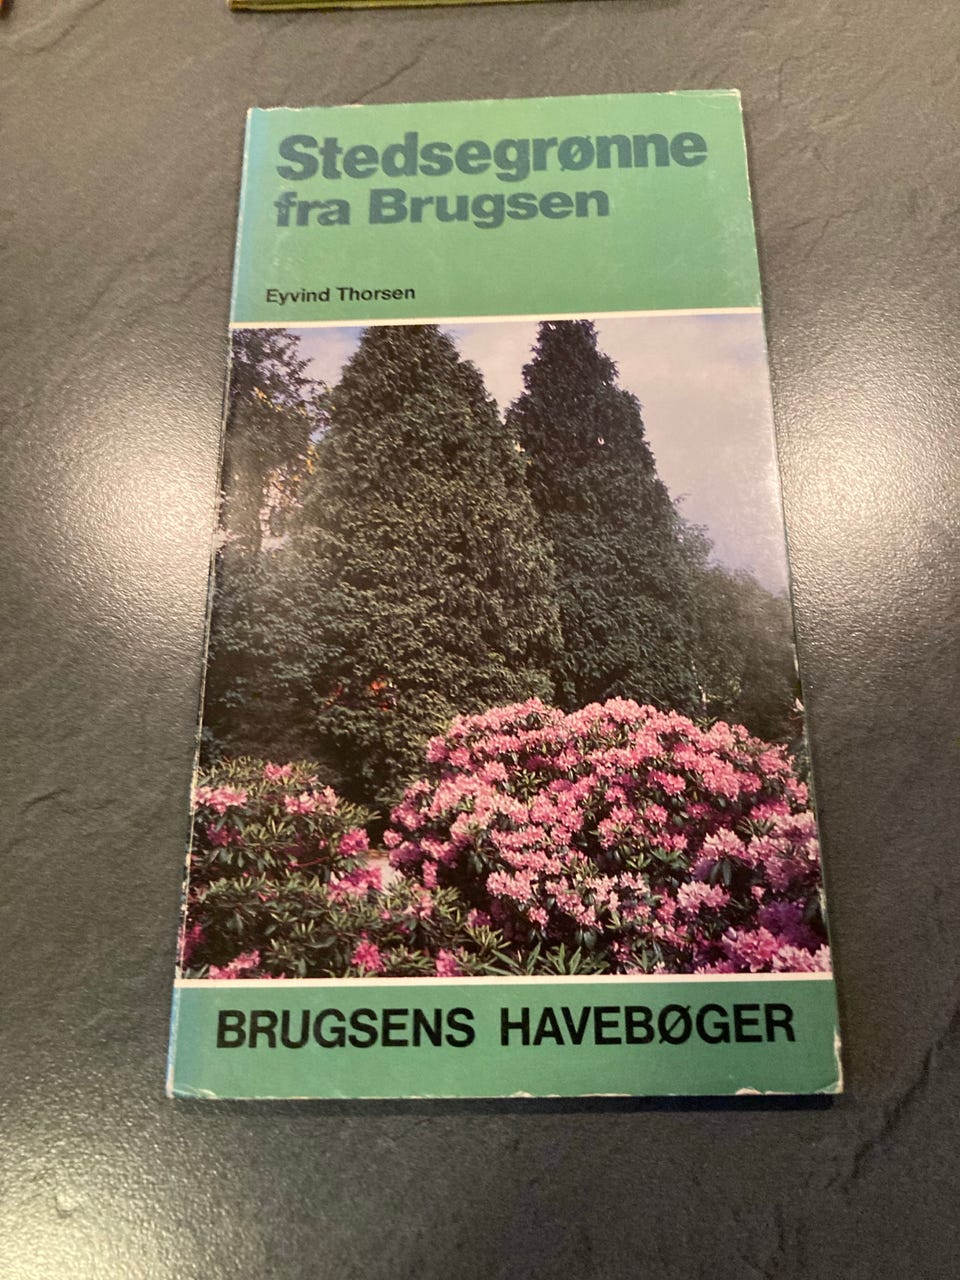 Stedsegrønne
fra Brugsen
Eyvind Thorsen
BRUGSENS HAVEBØGER